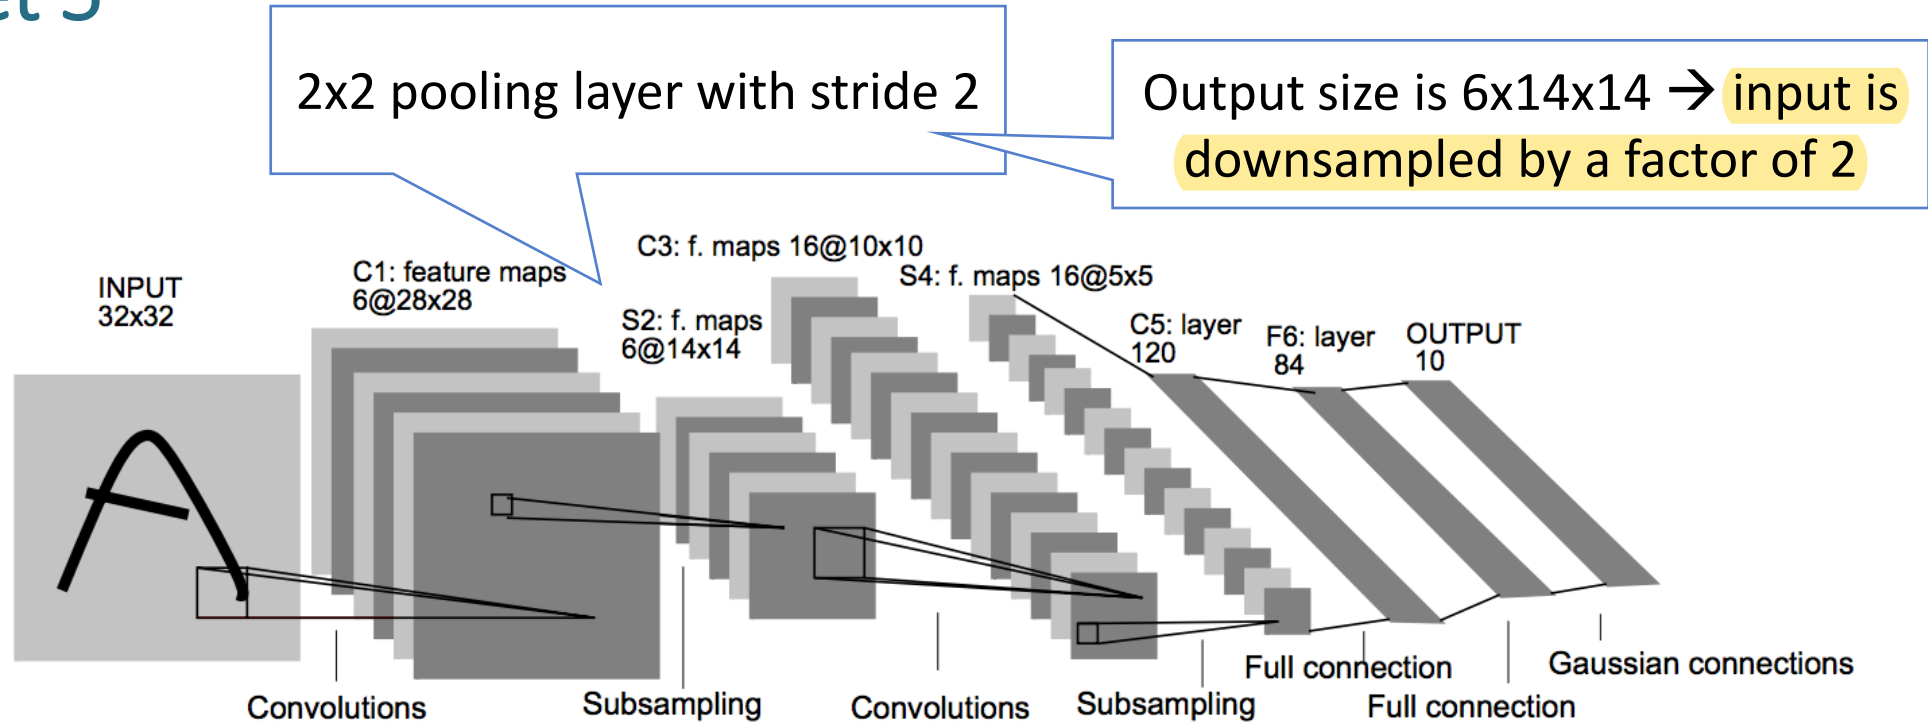 et 5
2x2 pooling layer with stride 2
Output size is 6x14x14 → input is
downsampled by a factor of 2
INPUT
32x32
C1: feature maps
6@28x28
S2: f. maps
6@14x14
C3: f. maps 16@10x10
S4: f. maps 16@5x5
C5: layer
120
F6: layer
84
OUTPUT
10
Convolutions
Subsampling
Convolutions
Subsampling
Full connection
Full connection
Gaussian connections